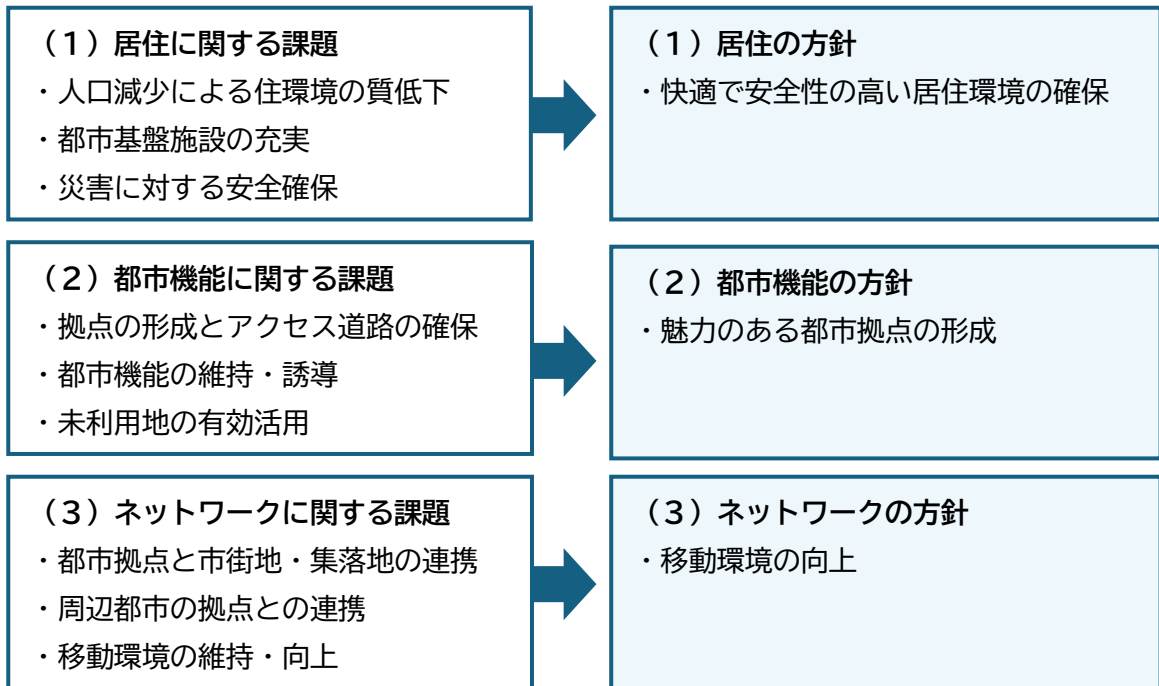 （１）居住に関する課題
・人口減少による住環境の質低下
・都市基盤施設の充実
・災害に対する安全確保
（１）居住の方針
・快適で安全性の高い居住環境の確保
（２）都市機能に関する課題
・拠点の形成とアクセス道路の確保
・都市機能の維持・誘導
・未利用地の有効活用
（２）都市機能の方針
・魅力のある都市拠点の形成
（３）ネットワークに関する課題
・都市拠点と市街地・集落地の連携
・周辺都市の拠点との連携
・移動環境の維持・向上
（３）ネットワークの方針
・移動環境の向上